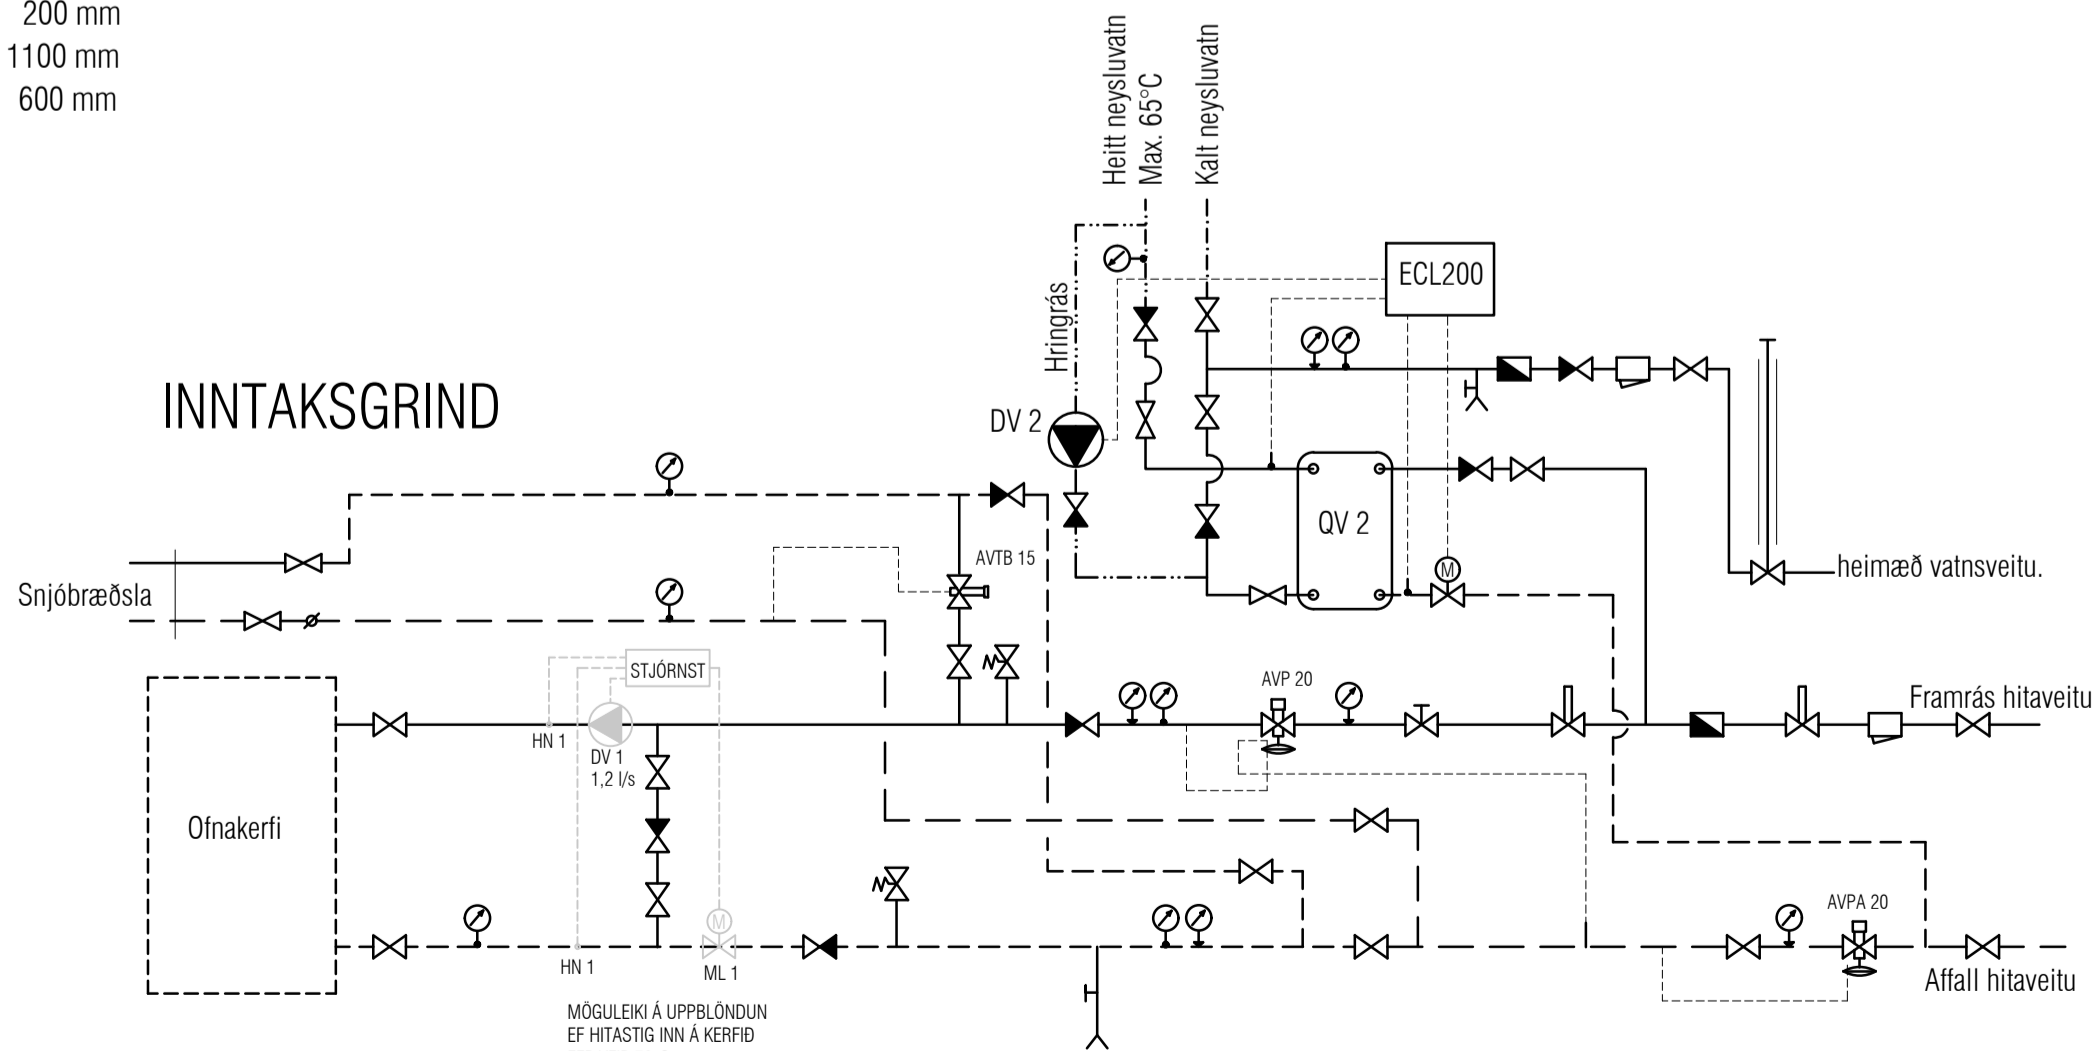 200 mm
1100 mm
600 mm
Heitt neysluvatn
Max. 65°C
Kalt neysluvatn
ECL200
Hringrás
INNTAKSGRIND
DV 2
QV 2
AVTB 15
heimæð vatnsveitu.
Snjóbræðsla
STJÓRNST
AVP 20
Framrás hitaveitu
HN 1
DV 1
1,2 l/s
Ofnakerfi
M
M
AVPA 20
HN 1
ML 1
Affall hitaveitu
MÖGULEIKI Á UPPBLÖNDUN
EF HITASTIG INN Á KERFIÐ